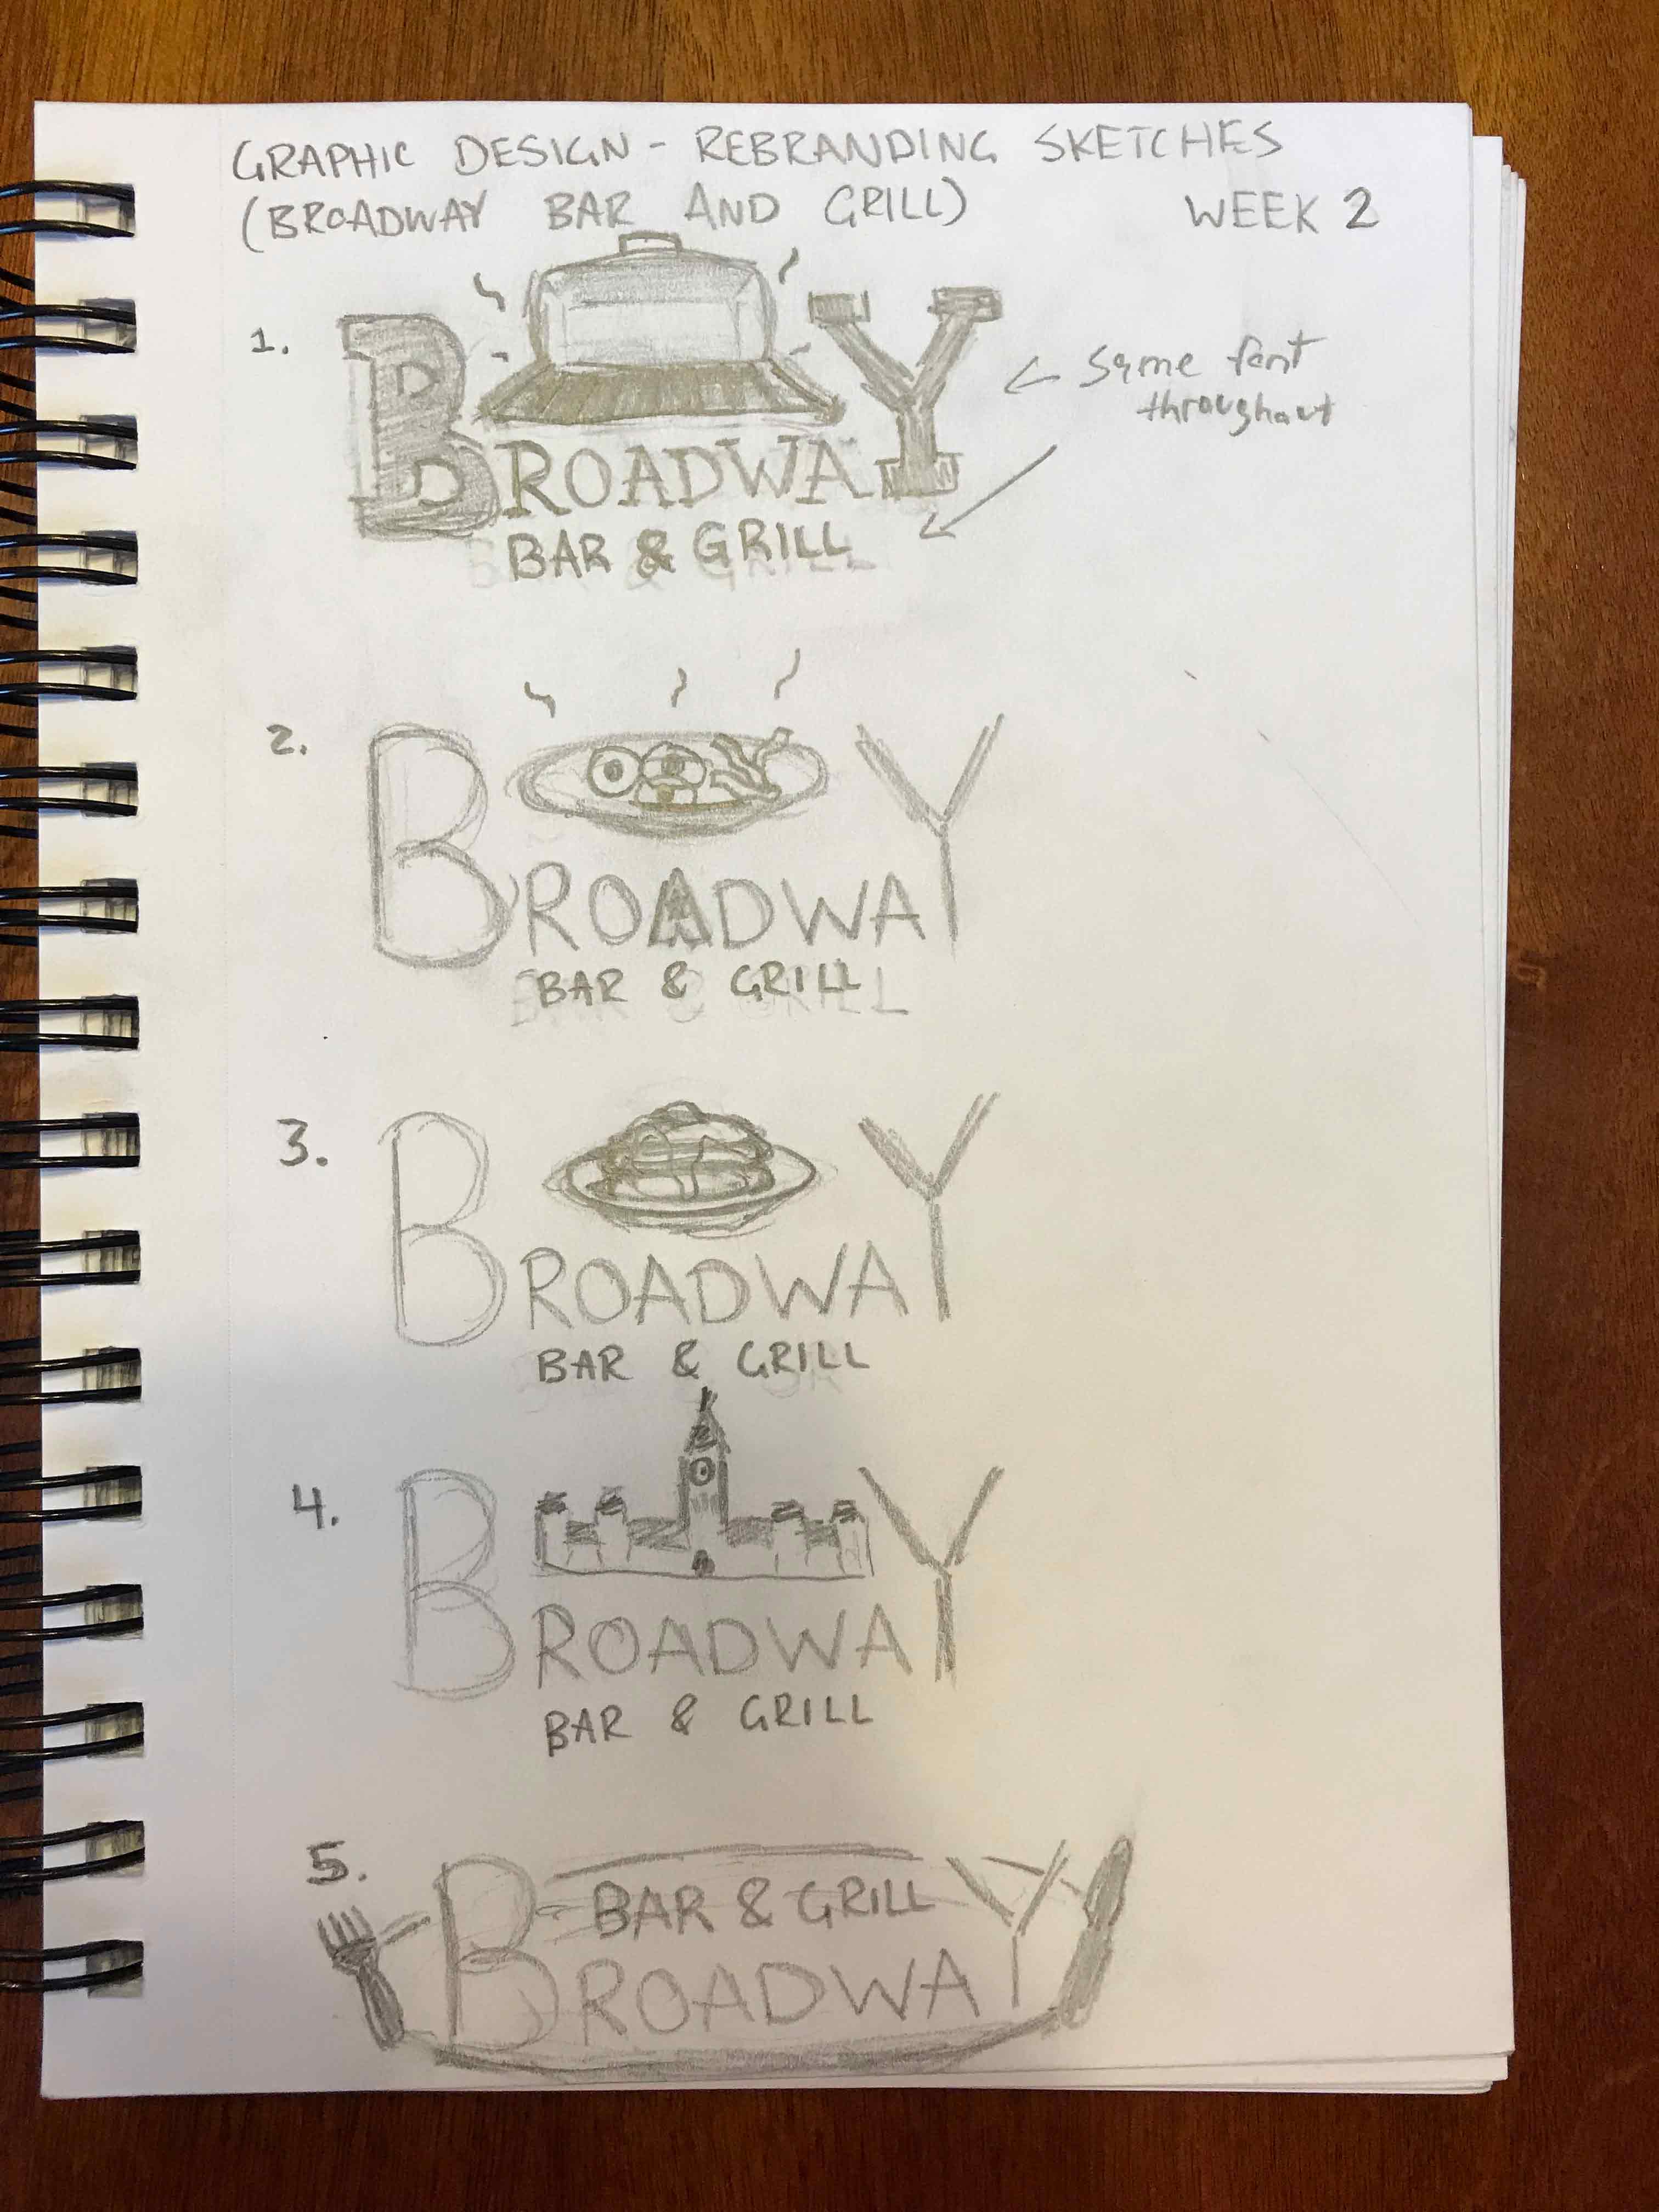 GRAPHIC DESIGN - REBRANDING SKETCHES
(BROADWAY BAR AND GRILL) WEEK 2
1.
← same font
throughout
BROADWAY
BAR & GRILL
2.
BROADWAY
BAR & GRILL
3.
BROADWAY
BAR & GRILL
4.
BROADWAY
BAR & GRILL
5.
BAR & GRILL
BROADWAY